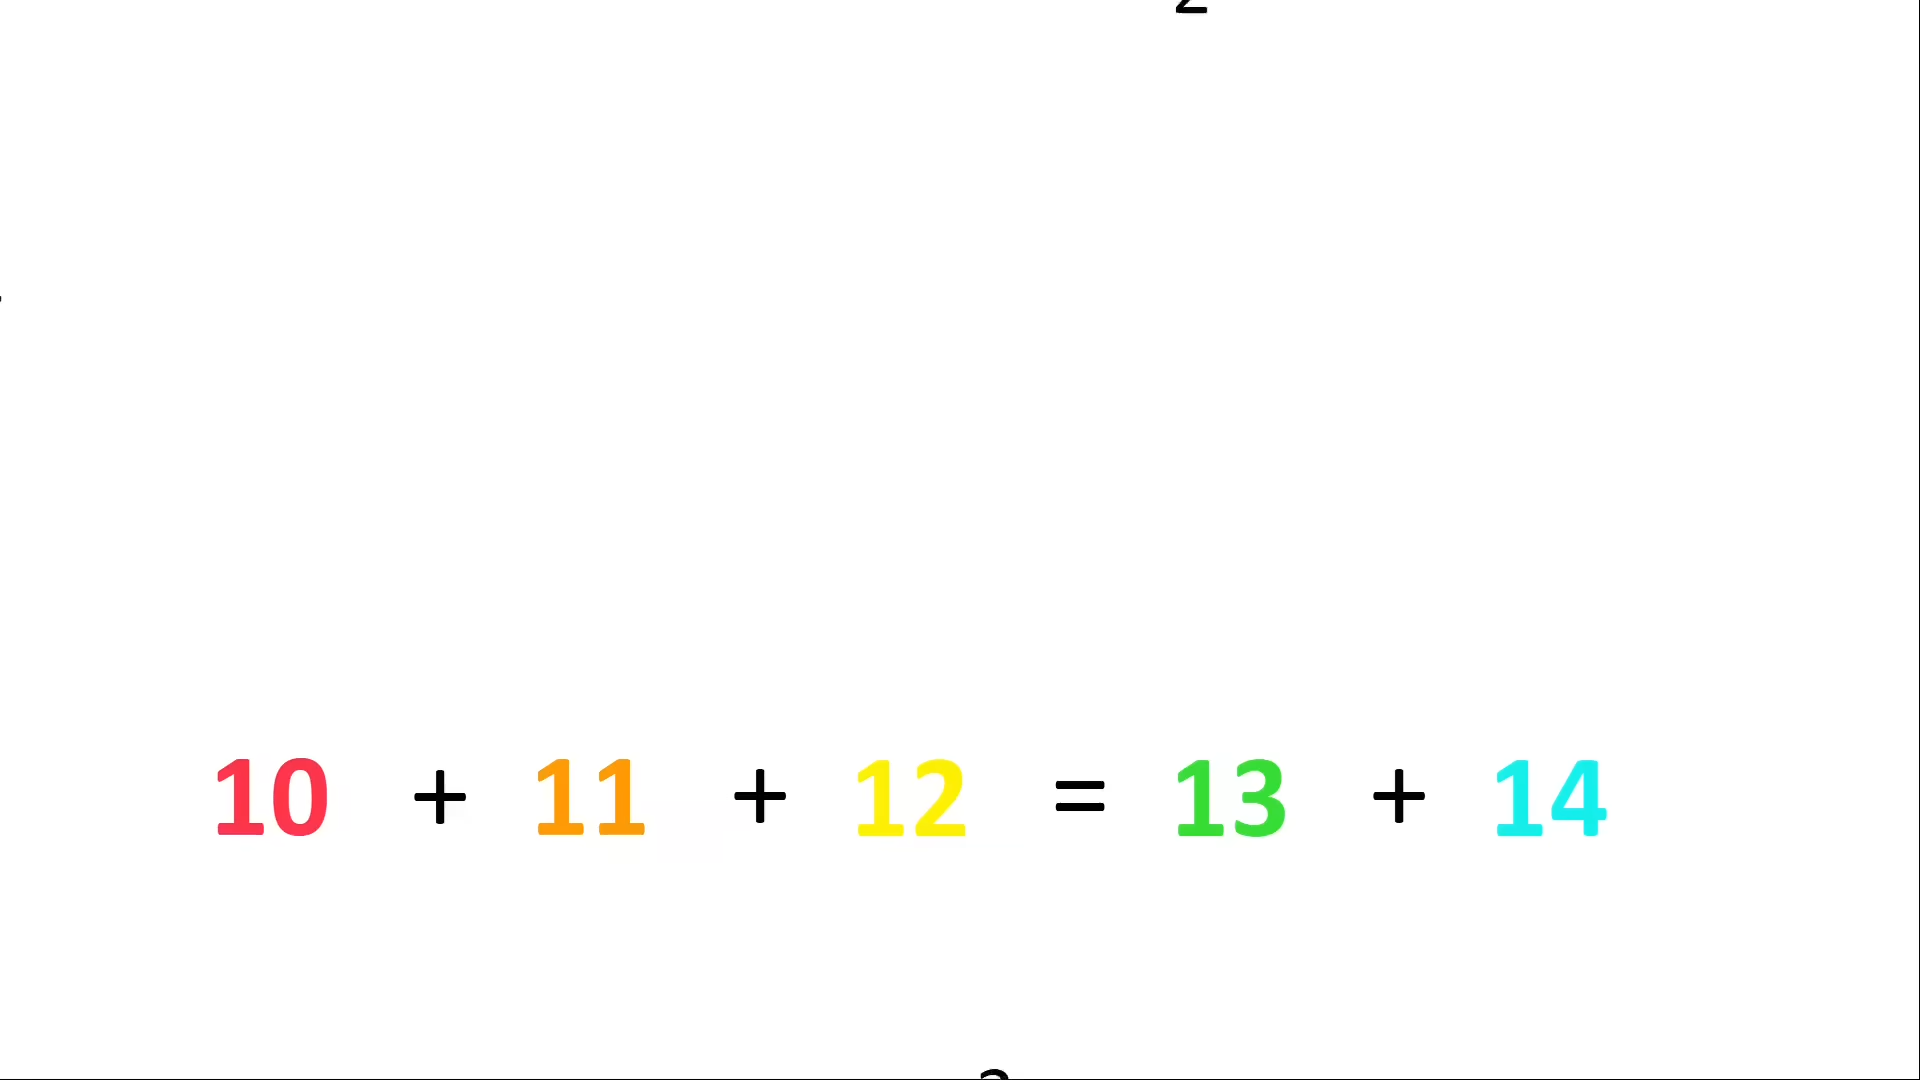 10 + 11 + 12 = 13 + 14